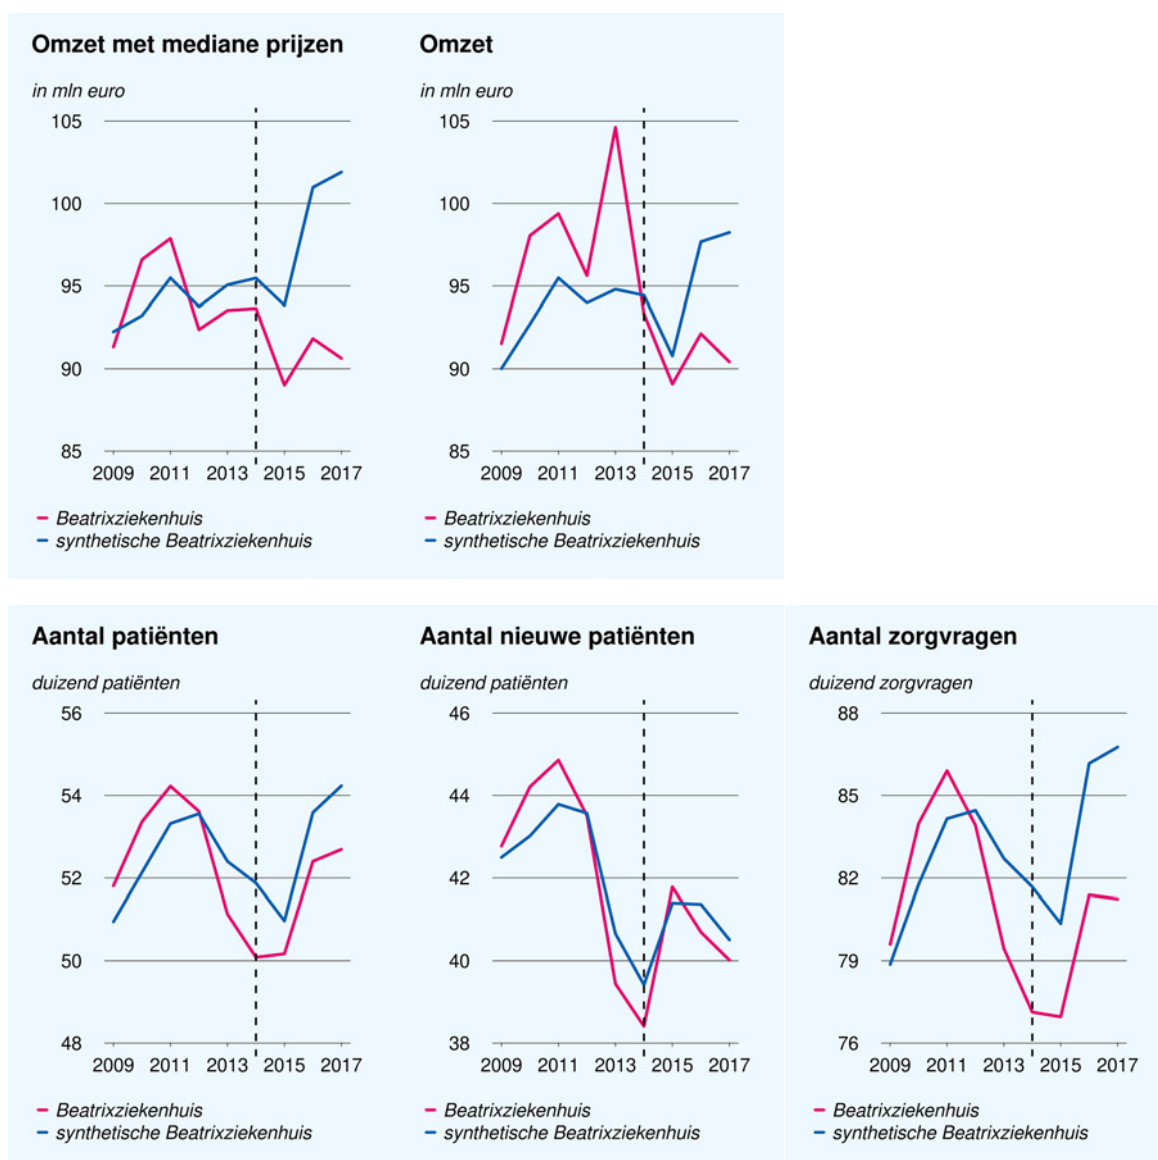 Omzet met mediane prijzen
in mln euro
105
100
95
90
85
2009 2011 2013 2015 2017
Beatrixziekenhuis
synthetische Beatrixziekenhuis
Omzet
in mln euro
105
100
95
90
85
2009 2011 2013 2015 2017
Beatrixziekenhuis
synthetische Beatrixziekenhuis
Aantal patiënten
duizend patiënten
56
54
52
50
48
2009 2011 2013 2015 2017
Beatrixziekenhuis
synthetische Beatrixziekenhuis
Aantal nieuwe patiënten
duizend patiënten
46
44
42
40
38
2009 2011 2013 2015 2017
Beatrixziekenhuis
synthetische Beatrixziekenhuis
Aantal zorgvragen
duizend zorgvragen
88
85
82
79
76
2009 2011 2013 2015 2017
Beatrixziekenhuis
synthetische Beatrixziekenhuis